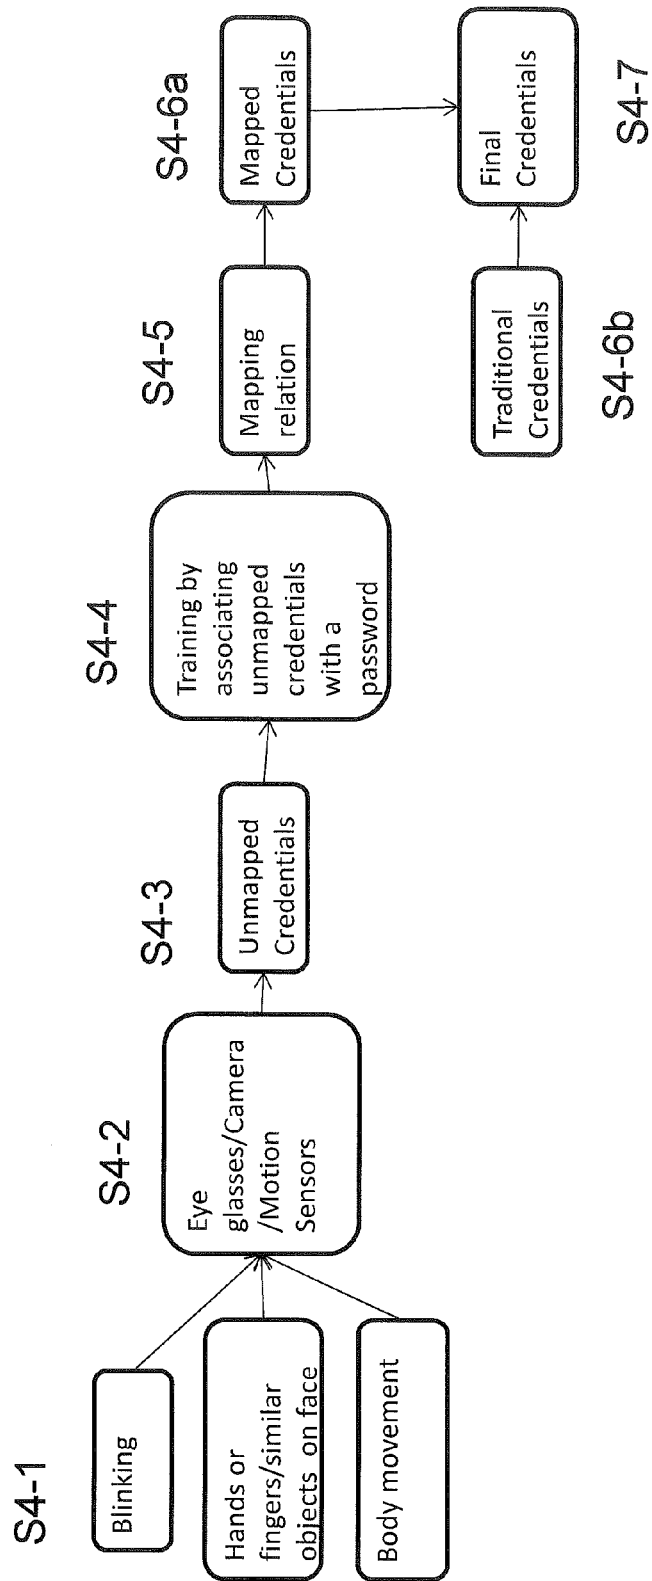 S4-1
Blinking
Hands or
fingers/similar
objects on face
Body movement
S4-2
Eye
glasses/Camera
/Motion
Sensors
S4-3
Unmapped
Credentials
S4-4
Training by
associating
unmapped
credentials
with a
password
S4-5
Mapping
relation
S4-6a
Mapped
Credentials
Traditional
Credentials
S4-6b
Final
Credentials
S4-7